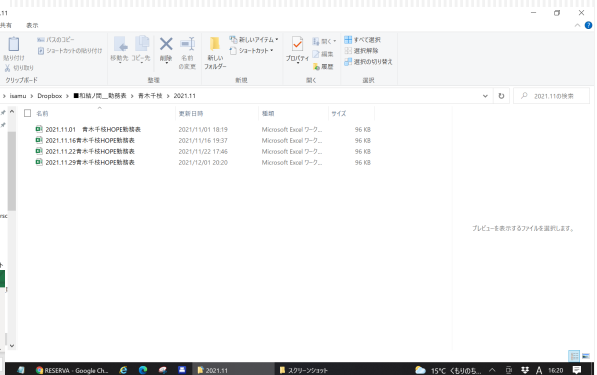 .11
共有 表示
パスのコピー
ショートカットの貼り付け
貼り付け
切り取り
移動先 コピー先 削除 名前の変更
新しいフォルダー
新しいアイテム
ショートカット
プロパティ
開く
編集
履歴
すべて選択
選択解除
選択の切り替え
クリップボード 整理 新規 開く 選択
isamu > Dropbox > ■和結ノ間__勤務表 > 青木千枝 > 2021.11
2021.11の検索
名前 更新日時 種類 サイズ
2021.11.01 青木千枝HOPE勤務表 2021/11/01 18:19 Microsoft Excel ワーク... 96 KB
2021.11.16青木千枝HOPE勤務表 2021/11/16 19:37 Microsoft Excel ワーク... 96 KB
2021.11.22青木千枝HOPE勤務表 2021/11/22 17:46 Microsoft Excel ワーク... 96 KB
2021.11.29青木千枝HOPE勤務表 2021/12/01 20:20 Microsoft Excel ワーク... 96 KB
プレビューを表示するファイルを選択します。
RESERVA - Google Ch... 2021.11 スクリーンショット 15°C くもりのち... A 16:20